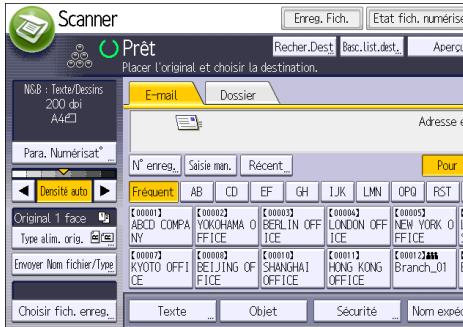 Scanner
Enreg. Fich.
Etat fich. numérisé
Prêt
Recher.Dest.
Basc.list.dest.
Aperçu
Placer l'original et choisir la destination.
N&B : Texte/Dessins
200 dpi
A4
E-mail
Dossier
Adresse é
Para. Numérisat°
N° enreg.
Saisie man.
Récent
Pour
Densité auto
Fréquent
AB
CD
EF
GH
IJK
LMN
OPQ
RST
Original 1 face
[00001]
ABCD COMPA
NY
[00002]
YOKOHAMA O
FFICE
[00003]
BERLIN OFF
ICE
[00004]
LONDON OFF
ICE
[00005]
NEW YORK O
FFICE
Type alim. orig.
[00007]
KYOTO OFFI
CE
[00008]
BEIJING OF
FICE
[00010]
SHANGHAI
OFFICE
[00011]
HONG KONG
OFFICE
[00012]
Branch_01
Envoyer Nom fichier/Type
Choisir fich. enreg.
Texte
Objet
Sécurité
Nom expéd